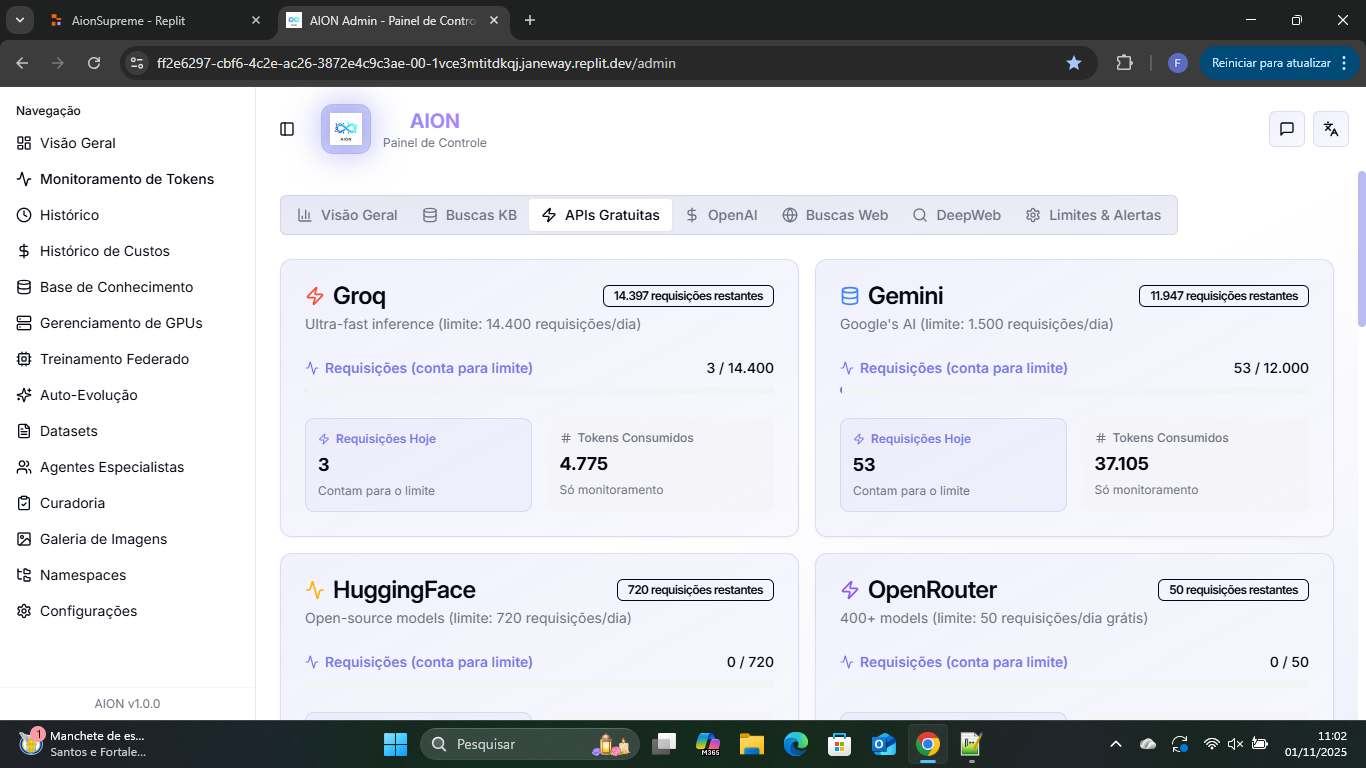 AionSupreme - Replit
AION Admin - Painel de Contro
ff2e6297-cbf6-4c2e-ac26-3872e4c9c3ae-00-1vce3mtitdkqj.janeway.replit.dev/admin
F
Reiniciar para atualizar
Navegação
Visão Geral
Monitoramento de Tokens
Histórico
Histórico de Custos
Base de Conhecimento
Gerenciamento de GPUs
Treinamento Federado
Auto-Evolução
Datasets
Agentes Especialistas
Curadoria
Galeria de Imagens
Namespaces
Configurações
AION v1.0.0
AION
AION
Painel de Controle
Visão Geral
Buscas KB
APIs Gratuitas
OpenAI
Buscas Web
DeepWeb
Limites & Alertas
Groq
14.397 requisições restantes
Ultra-fast inference (limite: 14.400 requisições/dia)
Requisições (conta para limite)
3 / 14.400
Requisições Hoje
3
Contam para o limite
Tokens Consumidos
4.775
Só monitoramento
Gemini
11.947 requisições restantes
Google's AI (limite: 1.500 requisições/dia)
Requisições (conta para limite)
53 / 12.000
Requisições Hoje
53
Contam para o limite
Tokens Consumidos
37.105
Só monitoramento
HuggingFace
720 requisições restantes
Open-source models (limite: 720 requisições/dia)
Requisições (conta para limite)
0 / 720
OpenRouter
50 requisições restantes
400+ models (limite: 50 requisições/dia grátis)
Requisições (conta para limite)
0 / 50
1
Manchete de es...
Santos e Fortale...
Pesquisar
M365
11:02
01/11/2025